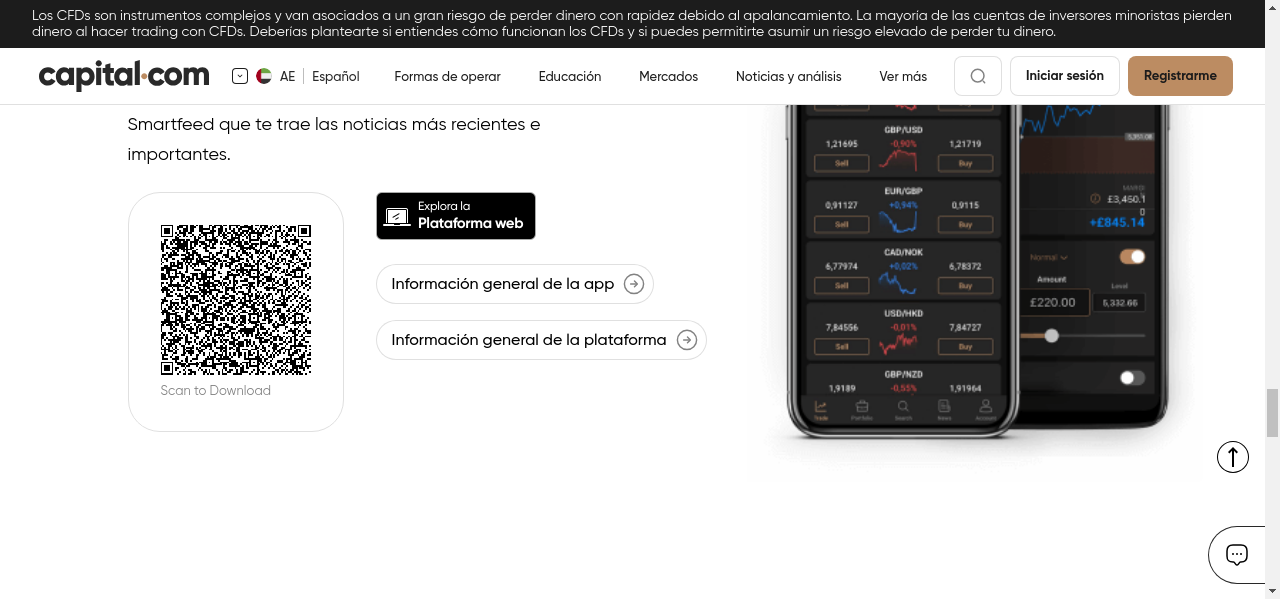 Los CFDs son instrumentos complejos y van asociados a un gran riesgo de perder dinero con rapidez debido al apalancamiento. La mayoría de las cuentas de inversores minoristas pierden
dinero al hacer trading con CFDs. Deberías plantearte si entiendes cómo funcionan los CFDs y si puedes permitirte asumir un riesgo elevado de perder tu dinero.
capital.com
AE
Español
Formas de operar
Educación
Mercados
Noticias y análisis
Ver más
Iniciar sesión
Registrarme
Smartfeed que te trae las noticias más recientes e
importantes.
Scan to Download
Explora la
Plataforma web
Información general de la app
Información general de la plataforma
GBP/USD
1,21695 -0,90% 1,21719
Sell Buy
EUR/GBP
0,91127 +0,94% 0,9115
Sell Buy
CAD/NOK
6,77974 +0,02% 6,78372
Sell Buy
USD/HKD
7,84556 -0,01% 7,84727
Sell Buy
GBP/NZD
1,9189 -0,55% 1,91964
Trade Portfolio Search News Account
£3,450.1
0
+£845.14
Normal
Amount
Level
£220.00
5,332.66